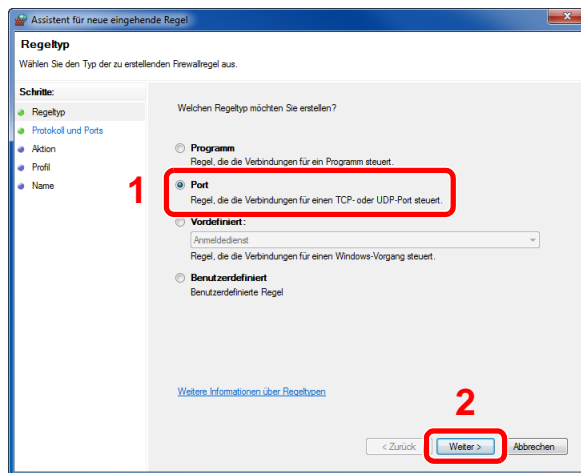 Assistent für neue eingehende Regel
Regeltyp
Wählen Sie den Typ der zu erstellenden Firewallregel aus.
Schritte:
Regeltyp
Protokoll und Ports
Aktion
Profil
Name
Welchen Regeltyp möchten Sie erstellen?
Programm
Regel, die die Verbindungen für ein Programm steuert.
1
Port
Regel, die die Verbindungen für einen TCP- oder UDP-Port steuert.
Vordefiniert:
Anmeldedienst
Regel, die die Verbindungen für einen Windows-Vorgang steuert.
Benutzerdefiniert
Benutzerdefinierte Regel
Weitere Informationen über Regeltypen
2
< Zurück
Weiter >
Abbrechen